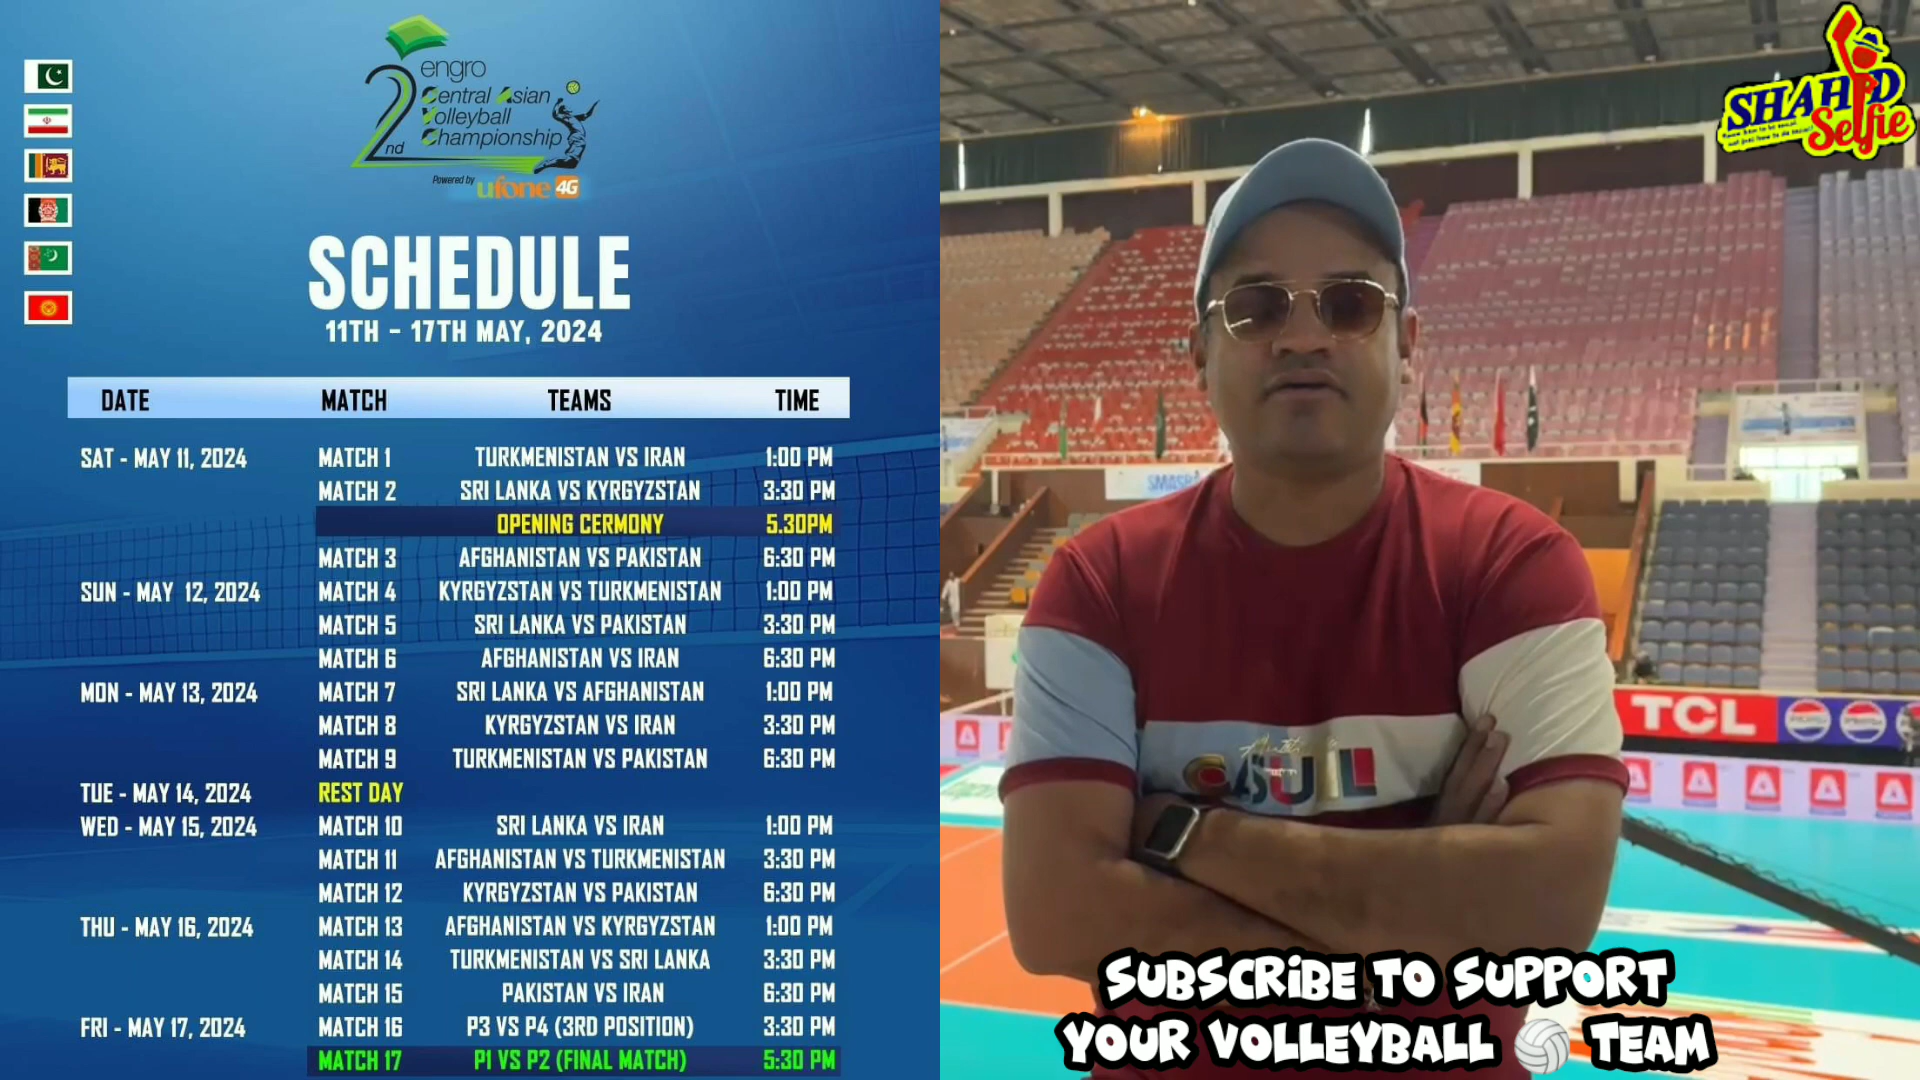 engro
2nd
Central Asian
Volleyball
Championship
Powered by ufone 4G
SCHEDULE
11TH - 17TH MAY, 2024
DATE MATCH TEAMS TIME
SAT - MAY 11, 2024 MATCH 1 TURKMENISTAN VS IRAN 1:00 PM
MATCH 2 SRI LANKA VS KYRGYZSTAN 3:30 PM
OPENING CERMONY 5.30PM
MATCH 3 AFGHANISTAN VS PAKISTAN 6:30 PM
SUN - MAY 12, 2024 MATCH 4 KYRGYZSTAN VS TURKMENISTAN 1:00 PM
MATCH 5 SRI LANKA VS PAKISTAN 3:30 PM
MATCH 6 AFGHANISTAN VS IRAN 6:30 PM
MON - MAY 13, 2024 MATCH 7 SRI LANKA VS AFGHANISTAN 1:00 PM
MATCH 8 KYRGYZSTAN VS IRAN 3:30 PM
MATCH 9 TURKMENISTAN VS PAKISTAN 6:30 PM
TUE - MAY 14, 2024 REST DAY
WED - MAY 15, 2024 MATCH 10 SRI LANKA VS IRAN 1:00 PM
MATCH 11 AFGHANISTAN VS TURKMENISTAN 3:30 PM
MATCH 12 KYRGYZSTAN VS PAKISTAN 6:30 PM
THU - MAY 16, 2024 MATCH 13 AFGHANISTAN VS KYRGYZSTAN 1:00 PM
MATCH 14 TURKMENISTAN VS SRI LANKA 3:30 PM
MATCH 15 PAKISTAN VS IRAN 6:30 PM
FRI - MAY 17, 2024 MATCH 16 P3 VS P4 (3RD POSITION) 3:30 PM
MATCH 17 P1 VS P2 (FINAL MATCH) 5:30 PM
SHAHID
Selfie
TCL
SUBSCRIBE TO SUPPORT
YOUR VOLLEYBALL TEAM